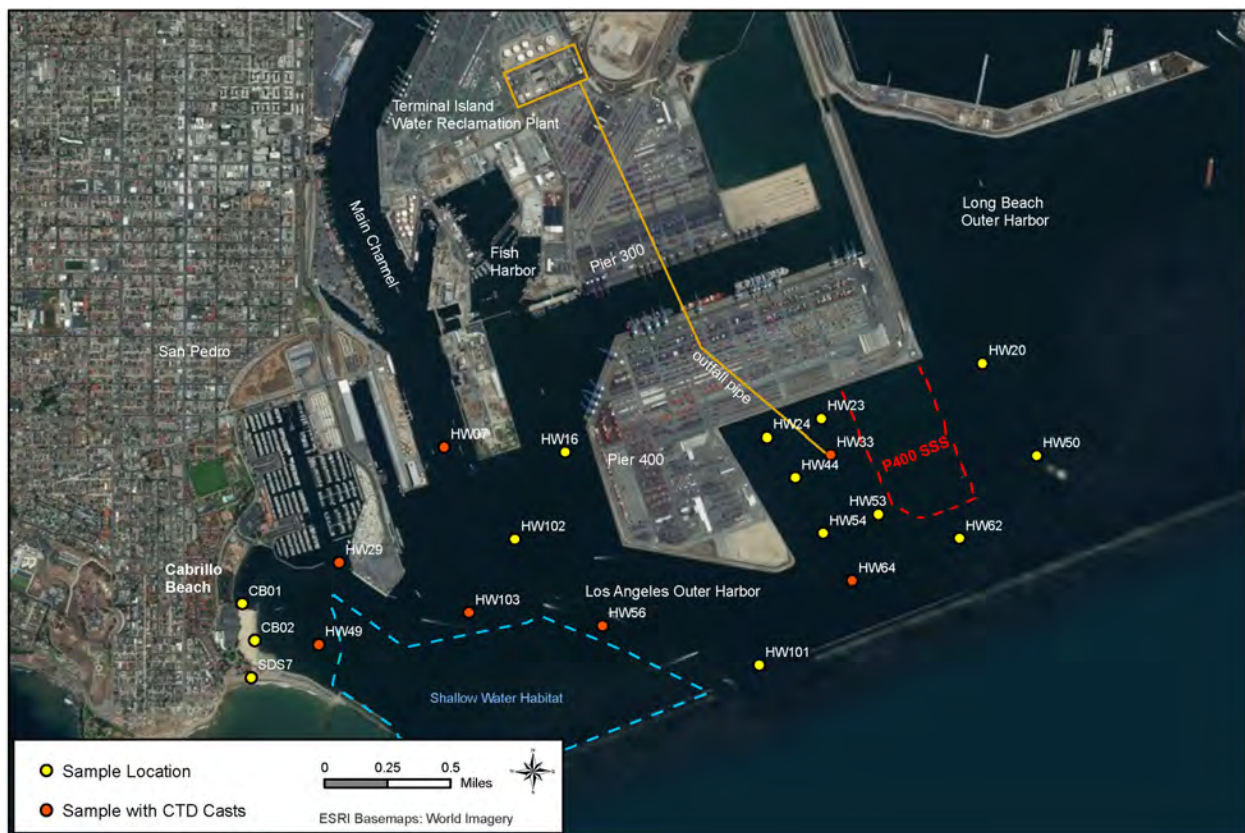 Terminal Island
Water Reclamation Plant
Main Channel
Fish
Harbor
Pier 300
Long Beach
Outer Harbor
San Pedro
outfall pipe
HW20
HW23
HW24
HW07
HW16
HW33
Pier 400
P400 SSS
HW50
HW44
HW53
HW54
HW62
HW102
HW29
Cabrillo
Beach
HW64
Los Angeles Outer Harbor
CB01
HW103
HW56
CB02
HW49
HW101
SDS7
Shallow Water Habitat
Sample Location
0 0.25 0.5
Miles
N
Sample with CTD Casts
ESRI Basemaps: World Imagery